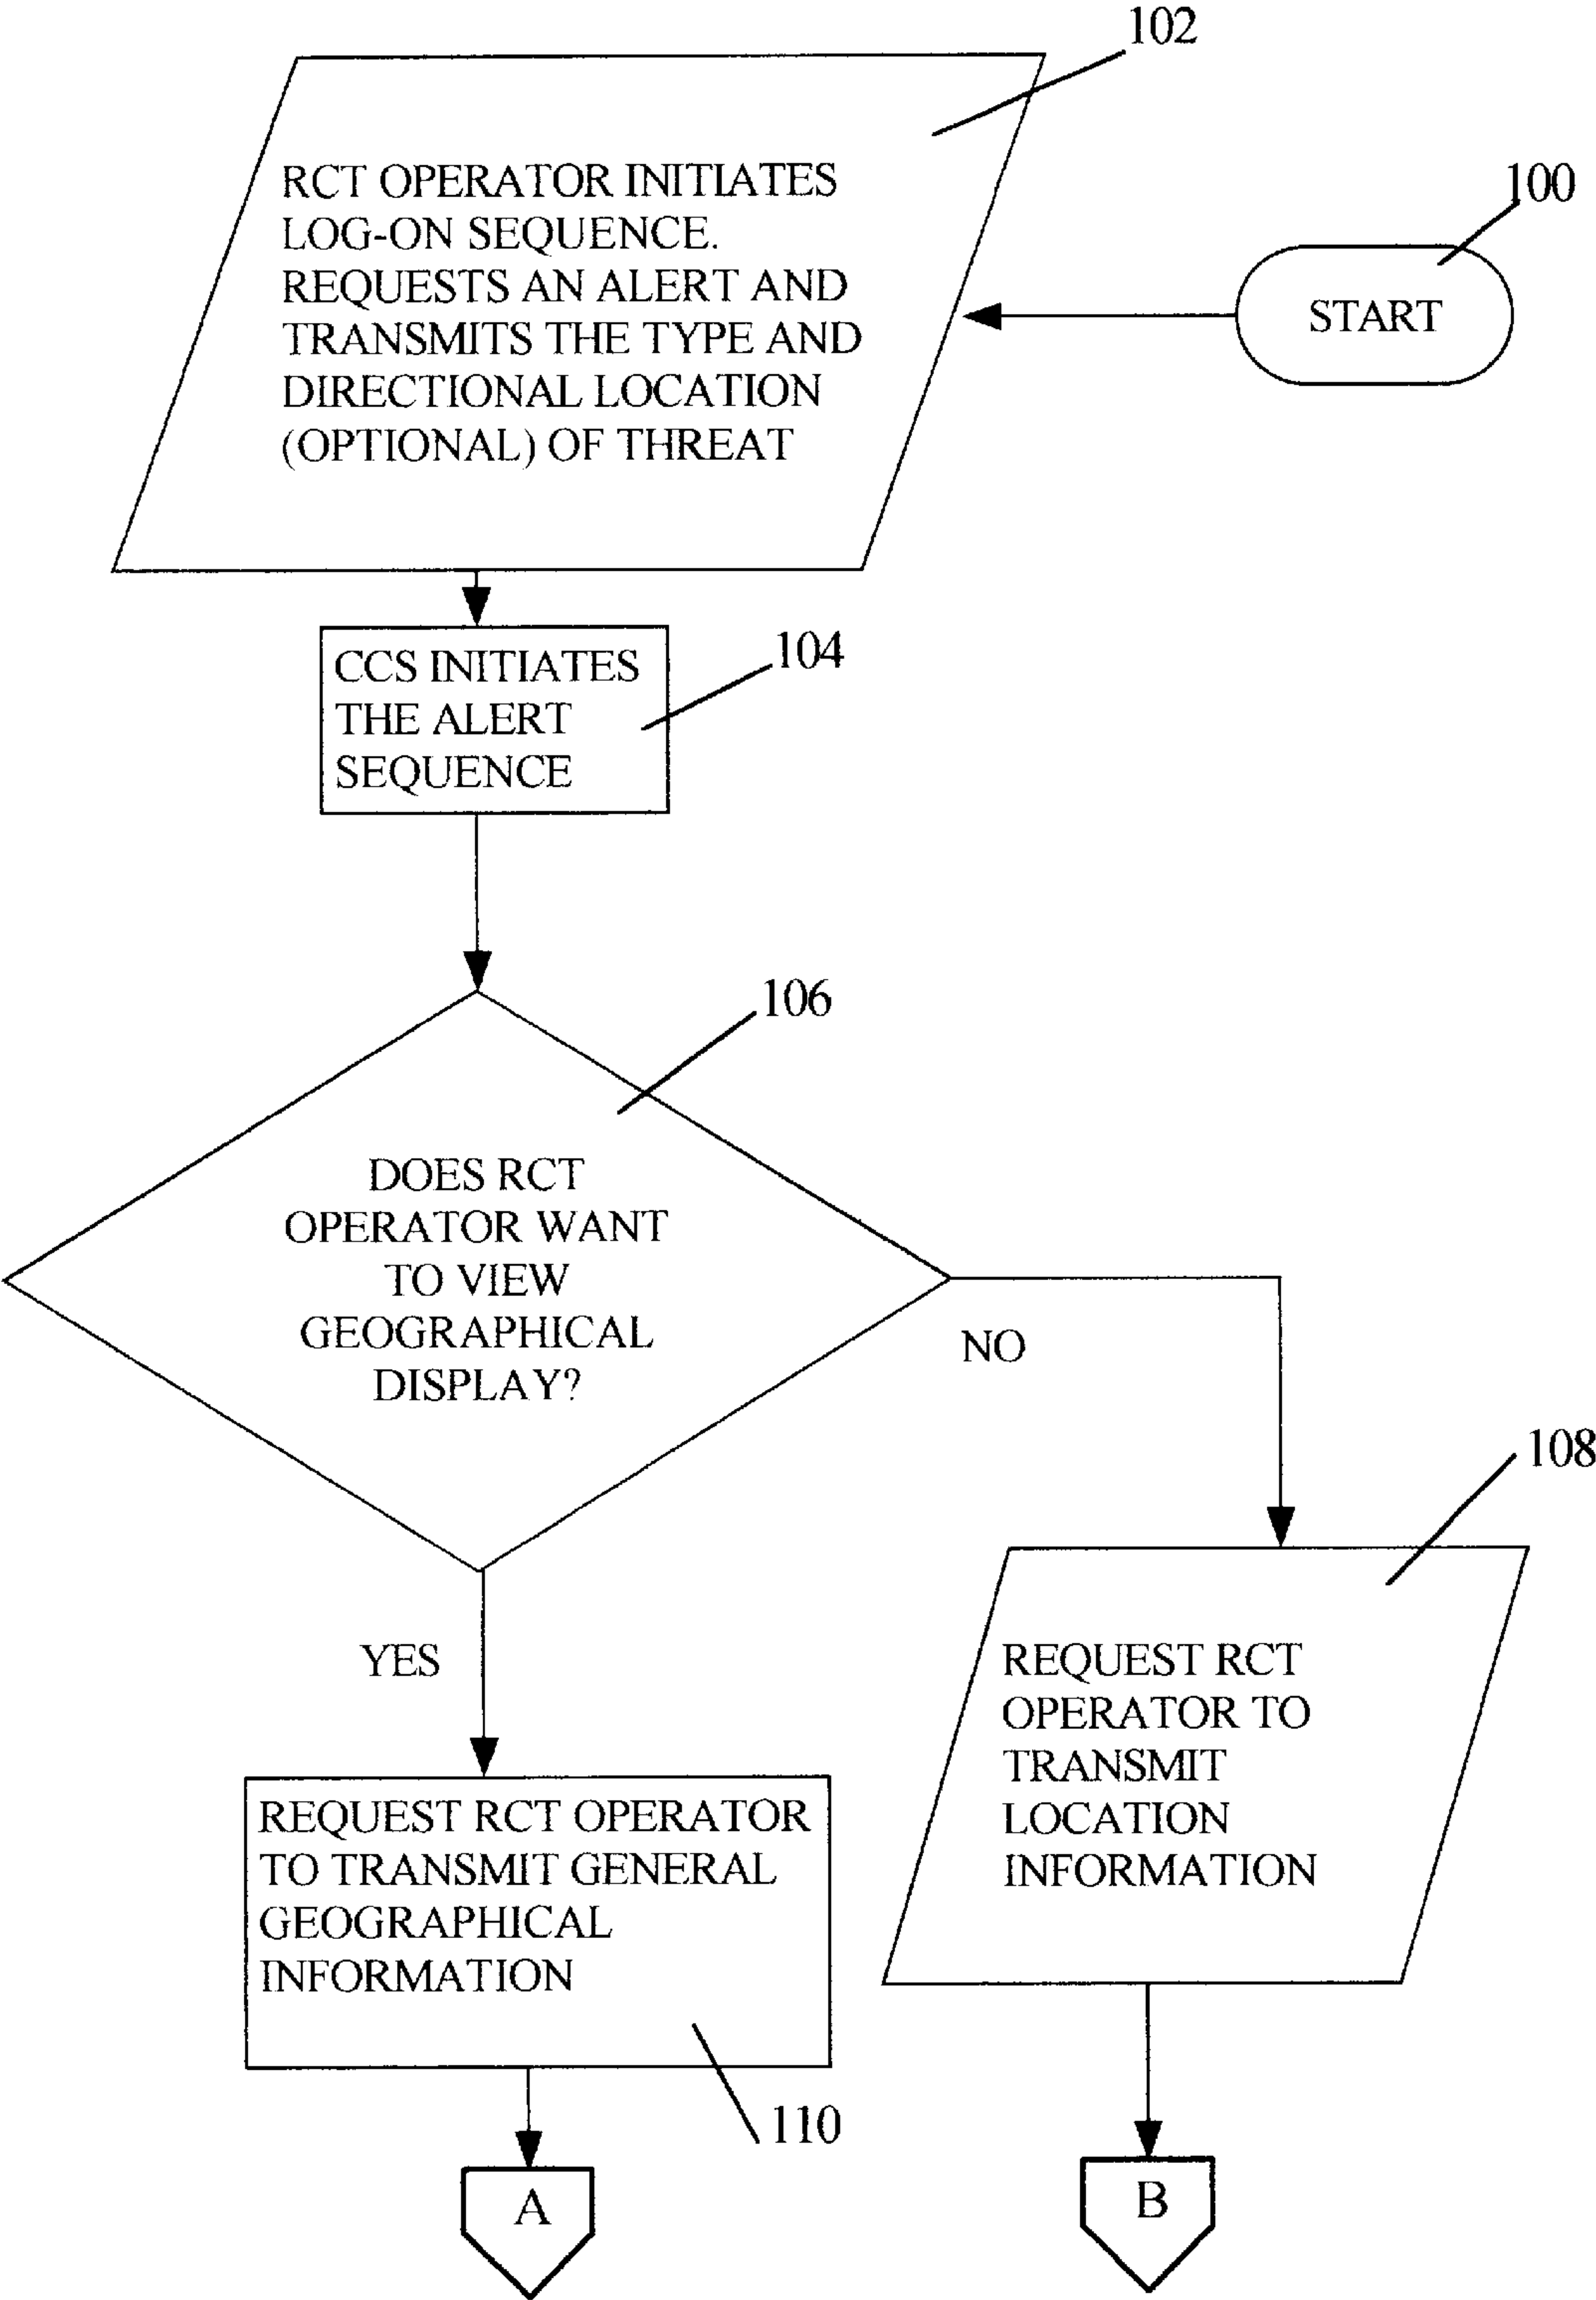 102
RCT OPERATOR INITIATES
LOG-ON SEQUENCE.
REQUESTS AN ALERT AND
TRANSMITS THE TYPE AND
DIRECTIONAL LOCATION
(OPTIONAL) OF THREAT
100
START
CCS INITIATES
THE ALERT
SEQUENCE
104
106
DOES RCT
OPERATOR WANT
TO VIEW
GEOGRAPHICAL
DISPLAY?
NO
YES
108
REQUEST RCT
OPERATOR TO
TRANSMIT
LOCATION
INFORMATION
REQUEST RCT OPERATOR
TO TRANSMIT GENERAL
GEOGRAPHICAL
INFORMATION
110
A
B